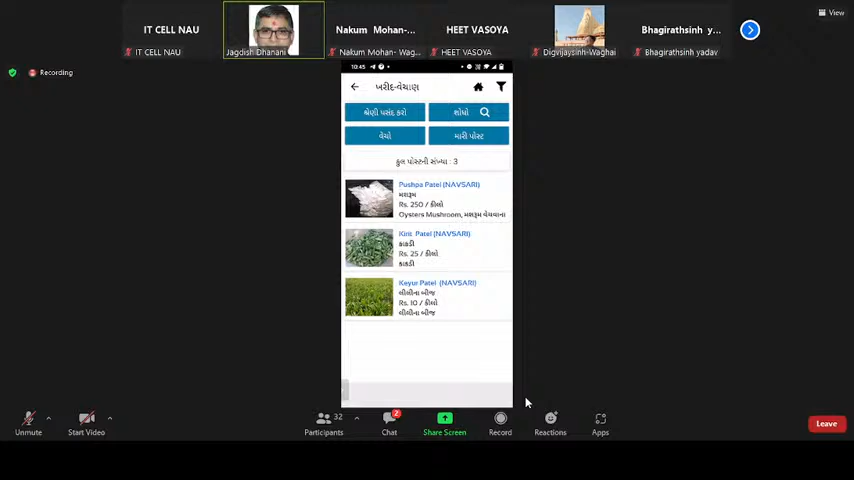 IT CELL NAU
Nakum Mohan-...
HEET VASOYA
Bhagirathsinh y...
View
IT CELL NAU
Jagdish Dhanani
Nakum Mohan- Wag...
HEET VASOYA
Digvijaysinh-Waghai
Bhagirathsinh yadav
Recording
10:45
ખરીદ-વેચાણ
શ્રેણી પસંદ કરો
શોધો
વેચો
મારી પોસ્ટ
કુલ પોસ્ટની સંખ્યા : 3
Pushpa Patel (NAVSARI)
મશરૂમ
Rs. 250 / કીલો
Oysters Mushroom, મશરૂમ વેચવાના
Kirit Patel (NAVSARI)
કાકડી
Rs. 25 / કીલો
કાકડી
Keyur Patel (NAVSARI)
લીલીના બીજ
Rs. 10 / કીલો
લીલીના બીજ
32
2
Unmute
Start Video
Participants
Chat
Share Screen
Record
Reactions
Apps
Leave